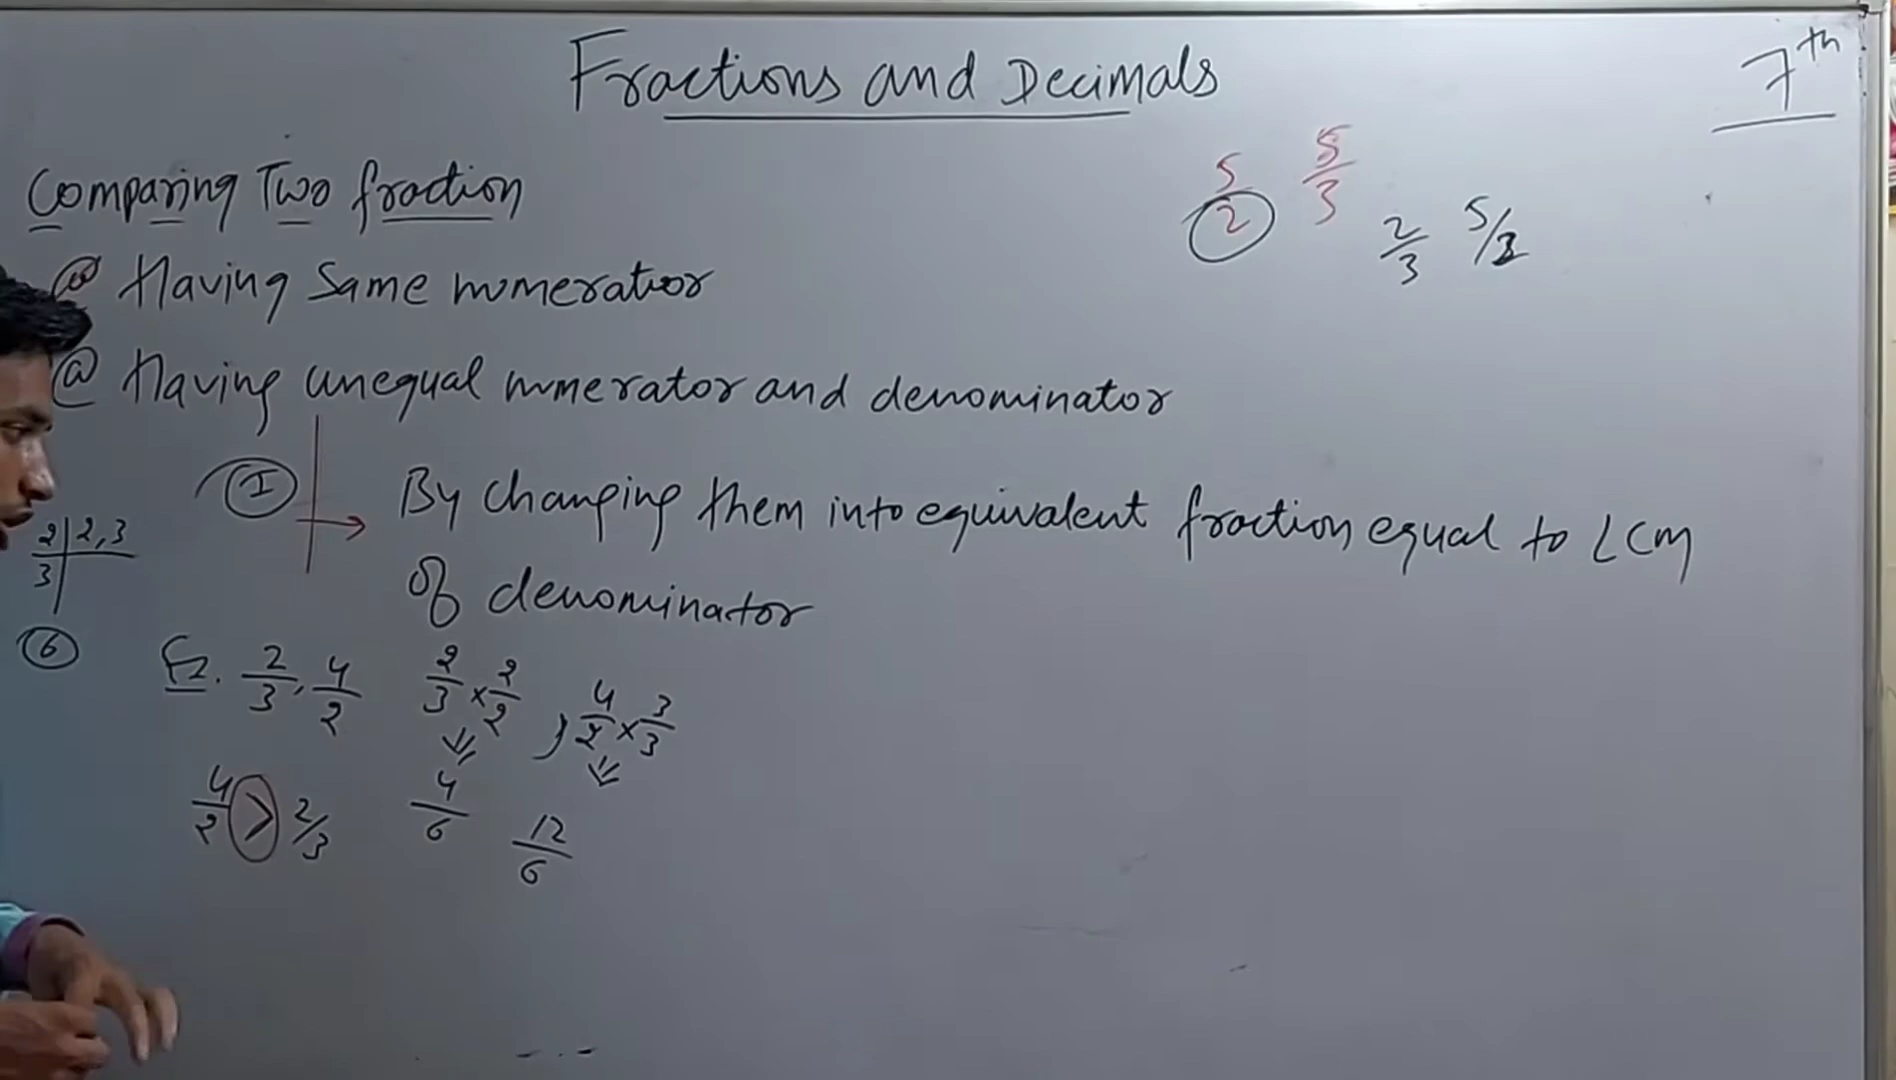 Fractions and Decimals
7th
5/2 5/3
2/3 5/2
Comparing Two fraction
@ Having Same numerator
@ Having unequal numerator and denominator
I → By changing them into equivalent fraction equal to LCM
of denominator
2 | 2, 3
3 |
6
Ex. 2/3, 4/2 2/3 × 2/2 , 4/2 × 3/3
4/2 > 2/3 4/6 12/6